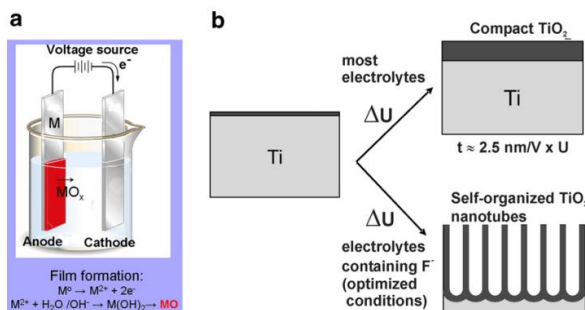 a
Voltage source
e⁻
M
MOₓ
Anode
Cathode
Film formation:
M⁰ → M²⁺ + 2e⁻
M²⁺ + H₂O /OH⁻ → M(OH)₂ → MO
b
Ti
most
electrolytes
ΔU
Compact TiO₂
Ti
t ≈ 2.5 nm/V x U
ΔU
electrolytes
containing F⁻
(optimized
conditions)
Self-organized TiO₂
nanotubes